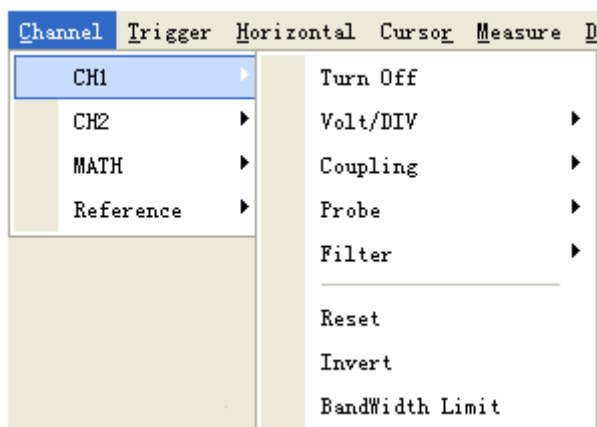 Channel Trigger Horizontal Cursor Measure D
CH1
CH2
MATH
Reference
Turn Off
Volt/DIV
Coupling
Probe
Filter
Reset
Invert
BandWidth Limit